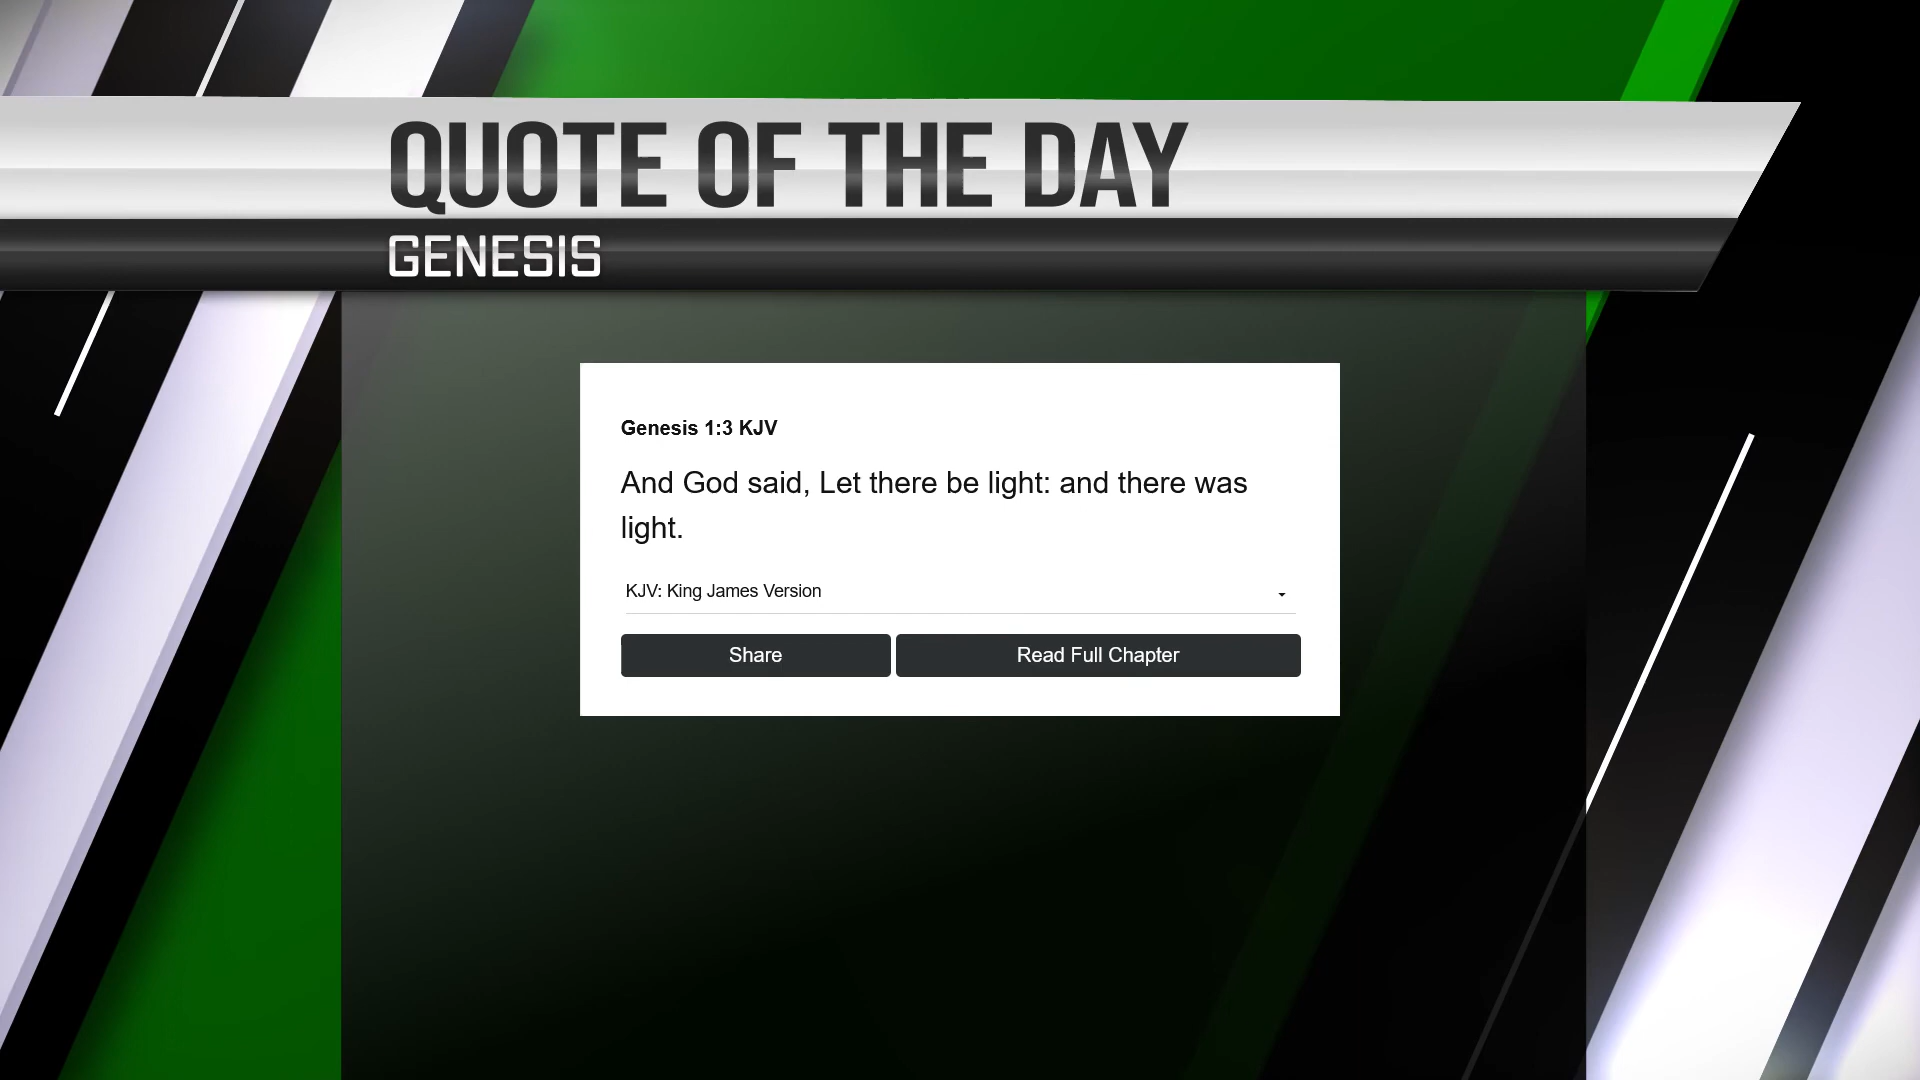 QUOTE OF THE DAY
GENESIS
Genesis 1:3 KJV
And God said, Let there be light: and there was
light.
KJV: King James Version
Share Read Full Chapter